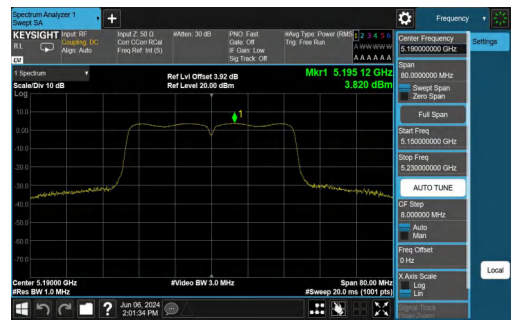 Spectrum Analyzer 1
Swept SA
Frequency
KEYSIGHT
RL
Input: RF
Coupling: DC
Align: Auto
Input Z: 50 Ω
Corr CCorr RCal
Freq Ref: Int (S)
#Atten: 30 dB
PNO: Fast
Gate: Off
IF Gain: Low
Sig Track: Off
#Avg Type: Power (RMS
Trig: Free Run
1 2 3 4 5 6
A W W W W W
A A A A A A
LV
1 Spectrum
Scale/Div 10 dB
Log
Ref Lvl Offset 3.92 dB
Ref Level 20.00 dBm
Mkr1 5.195 12 GHz
3.820 dBm
1
10.0
0.00
-10.0
-20.0
-30.0
-40.0
-50.0
-60.0
-70.0
Center 5.19000 GHz
#Res BW 1.0 MHz
#Video BW 3.0 MHz
Span 80.00 MHz
#Sweep 20.0 ms (1001 pts)
Jun 06, 2024
2:01:34 PM
Center Frequency
5.190000000 GHz
Settings
Span
80.0000000 MHz
Swept Span
Zero Span
Full Span
Start Freq
5.150000000 GHz
Stop Freq
5.230000000 GHz
AUTO TUNE
CF Step
8.000000 MHz
Auto
Man
Freq Offset
0 Hz
X Axis Scale
Log
Lin
Local
Signal Track